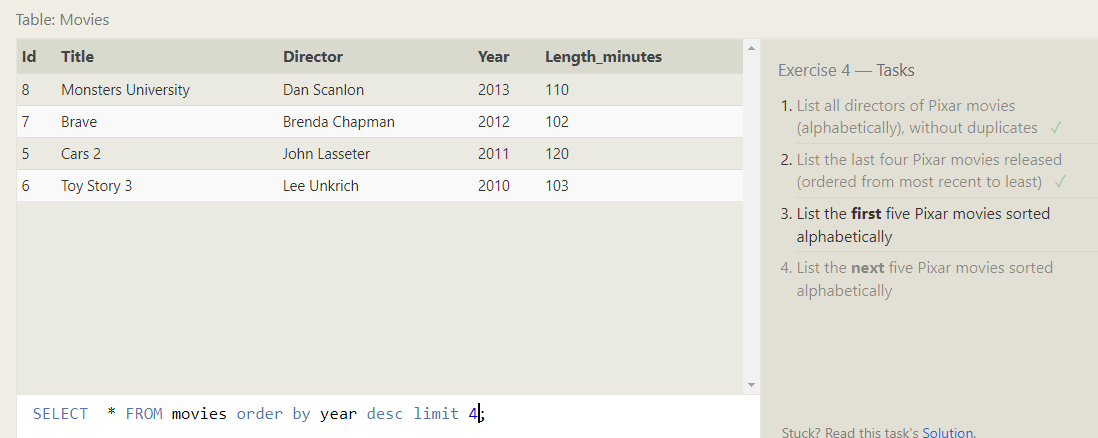 Table: Movies
Id Title Director Year Length_minutes
8 Monsters University Dan Scanlon 2013 110
7 Brave Brenda Chapman 2012 102
5 Cars 2 John Lasseter 2011 120
6 Toy Story 3 Lee Unkrich 2010 103
SELECT  * FROM movies order by year desc limit 4;
Exercise 4 — Tasks
1. List all directors of Pixar movies
(alphabetically), without duplicates ✓
2. List the last four Pixar movies released
(ordered from most recent to least) ✓
3. List the first five Pixar movies sorted
alphabetically
4. List the next five Pixar movies sorted
alphabetically
Stuck? Read this task's Solution.